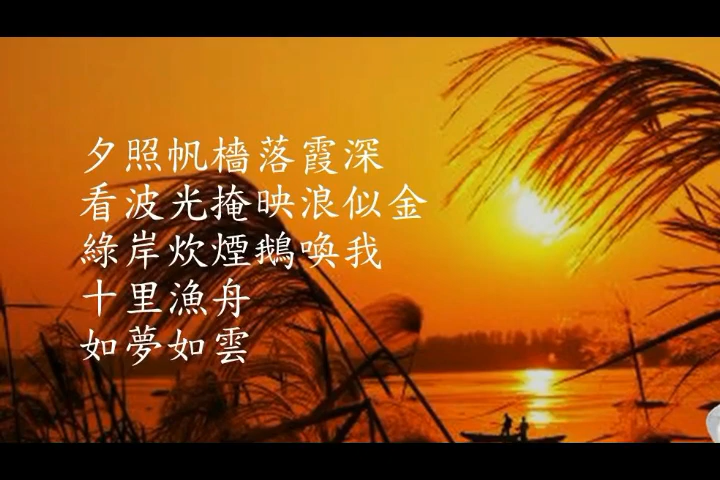 夕照帆檣落霞深
看波光掩映浪似金
綠岸炊煙鵝喚我
十里漁舟
如夢如雲